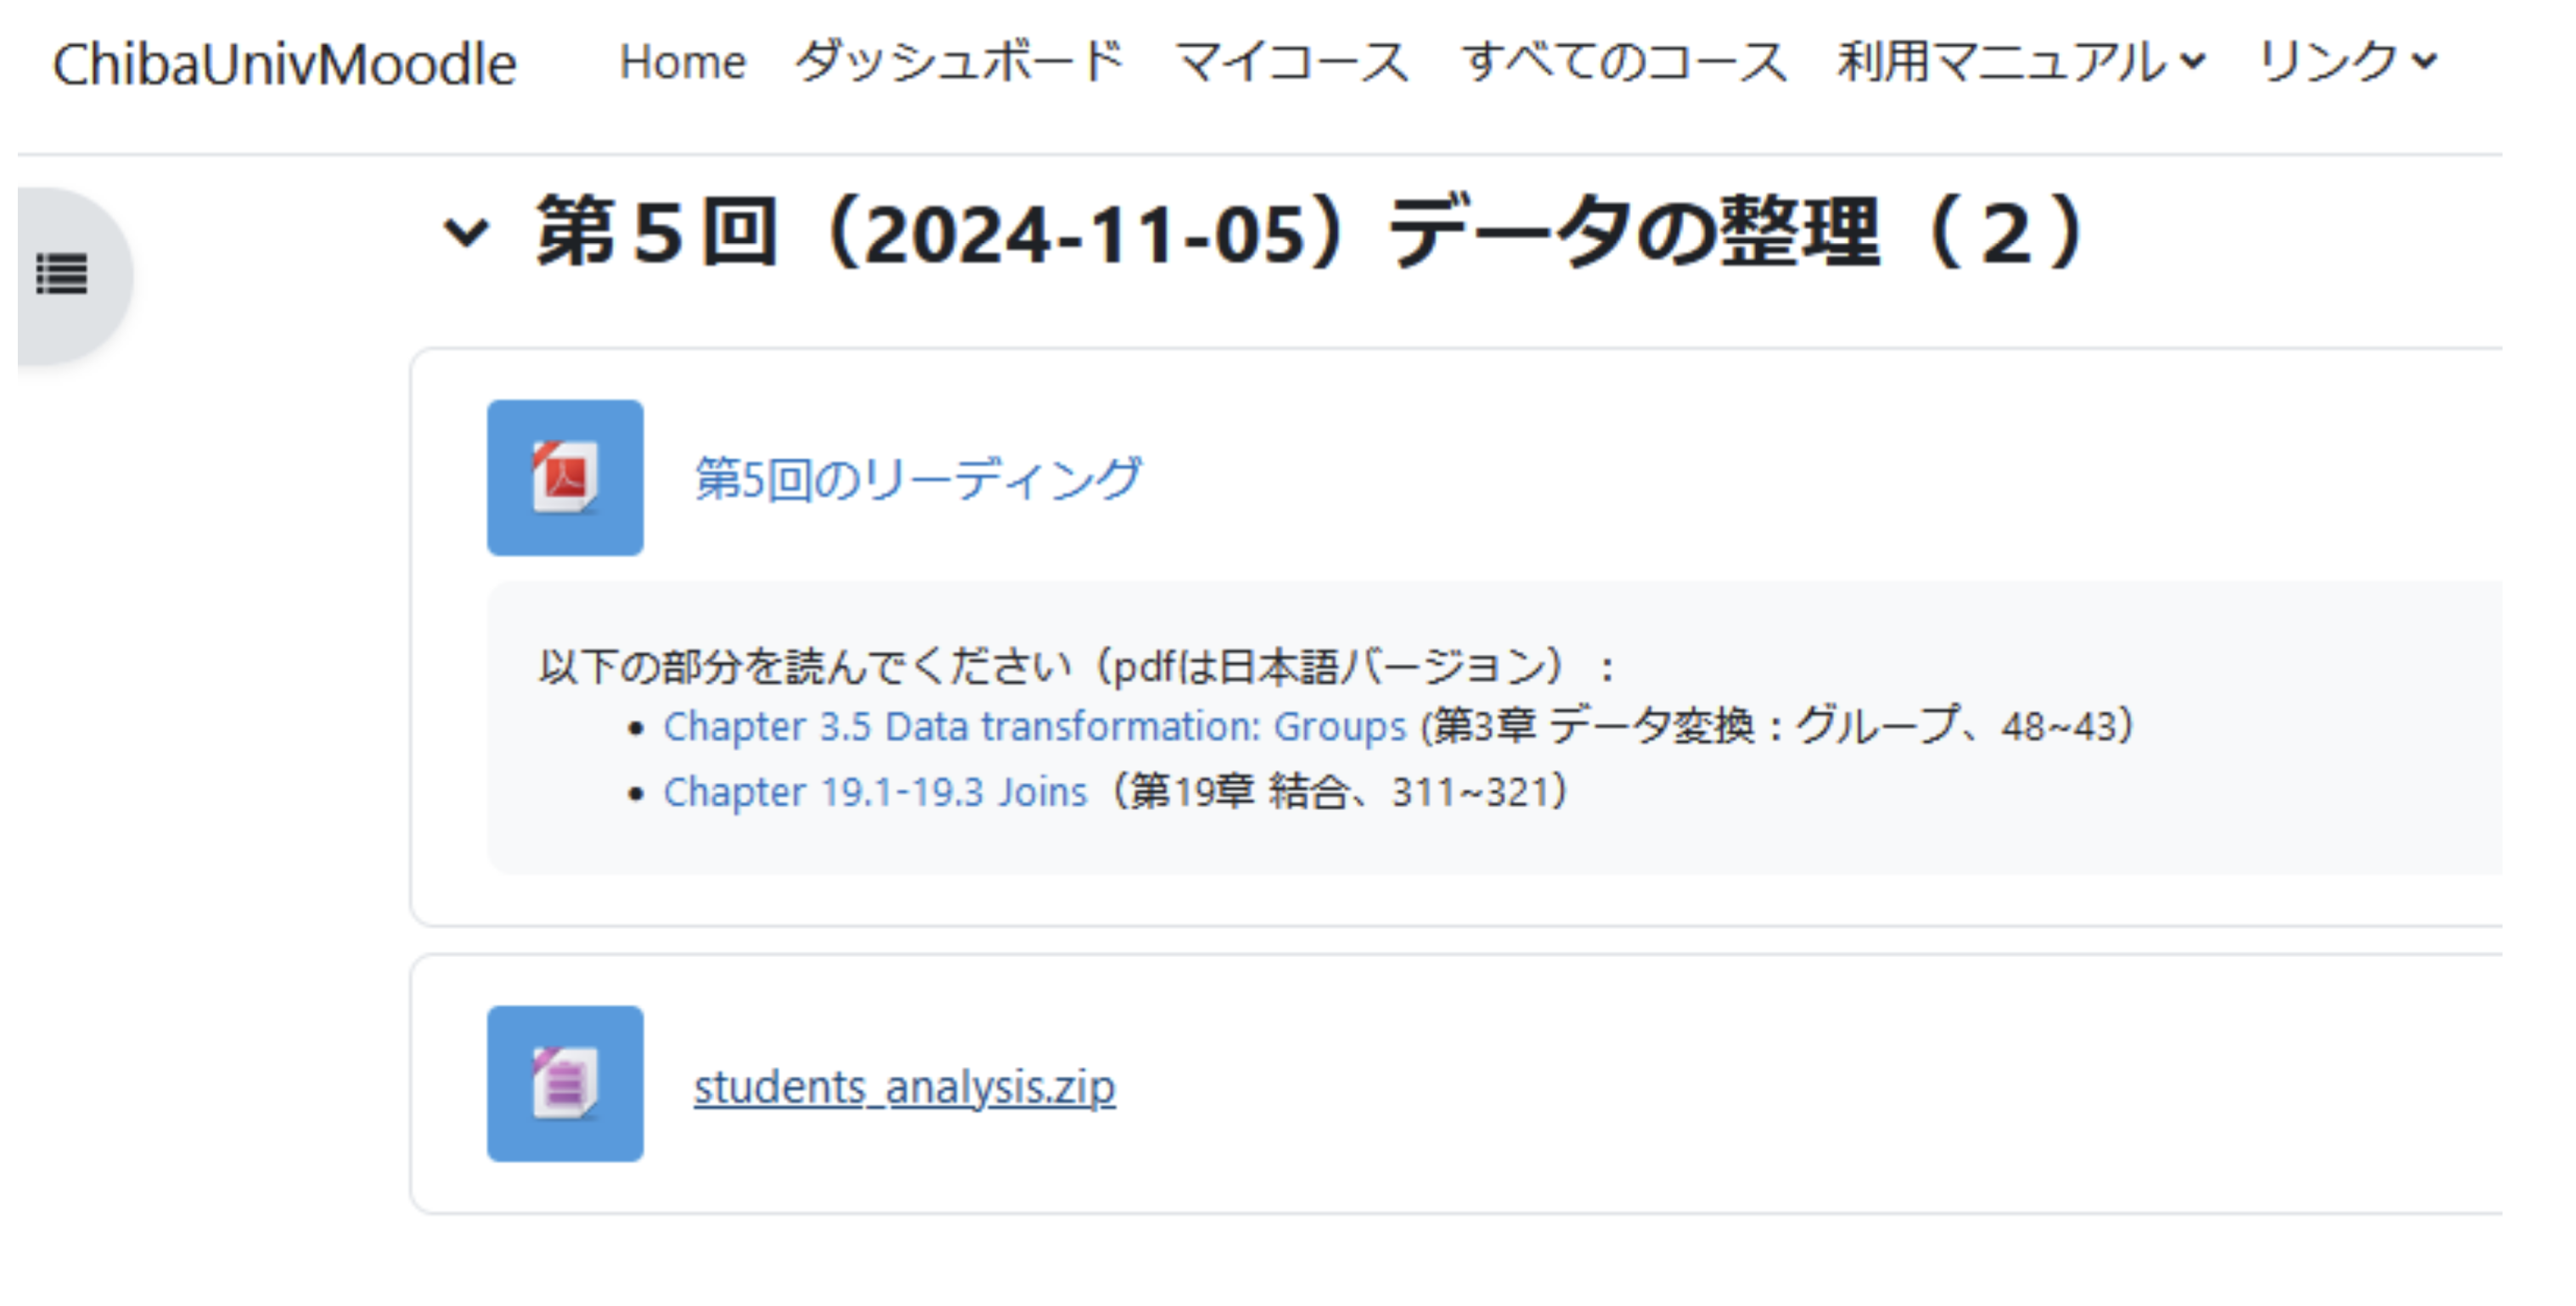 ChibaUnivMoodle Home ダッシュボード マイコース すべてのコース 利用マニュアル リンク
第５回（2024-11-05）データの整理（２）
第5回のリーディング
以下の部分を読んでください（pdfは日本語バージョン）：
• Chapter 3.5 Data transformation: Groups (第3章 データ変換：グループ、48~43）
• Chapter 19.1-19.3 Joins（第19章 結合、311~321）
students_analysis.zip